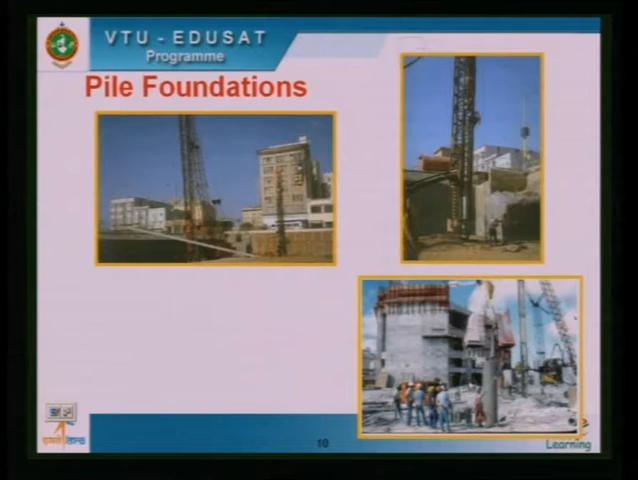 VTU - EDUSAT
Programme
Pile Foundations
10
Learning